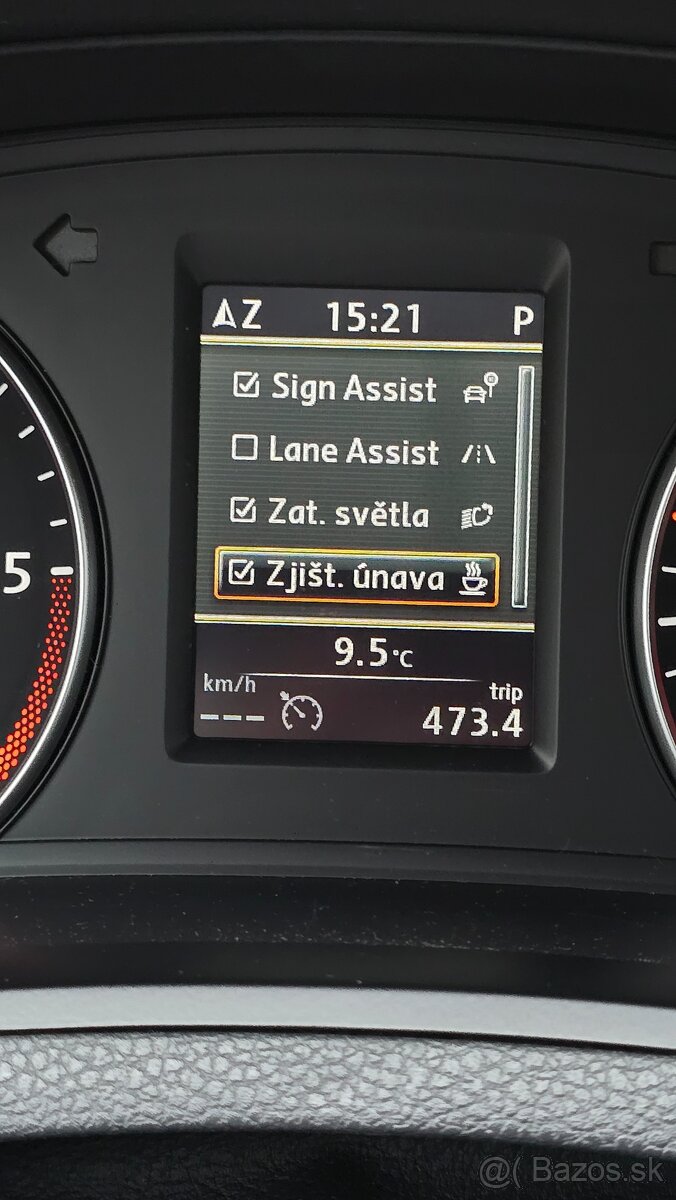 Z 15:21 P
Sign Assist
Lane Assist
Zat. světla
Zjišt. únava
5
9.5°C
km/h
trip
--- 473.4
@( Bazos.sk